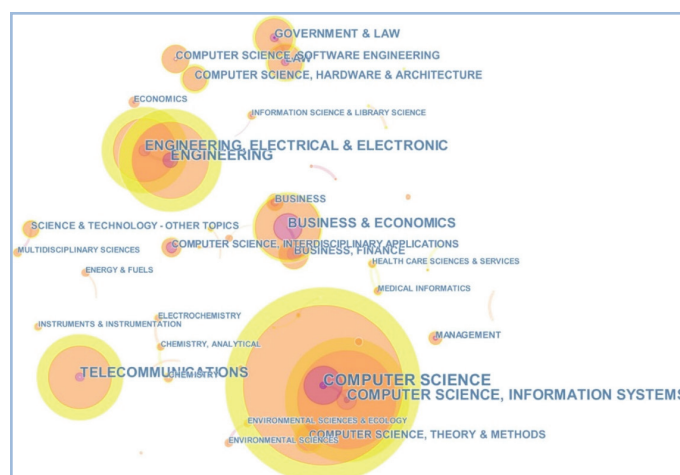 GOVERNMENT & LAW
COMPUTER SCIENCE, SOFTWARE ENGINEERING
LAW
COMPUTER SCIENCE, HARDWARE & ARCHITECTURE
ECONOMICS
INFORMATION SCIENCE & LIBRARY SCIENCE
ENGINEERING, ELECTRICAL & ELECTRONIC
ENGINEERING
BUSINESS
SCIENCE & TECHNOLOGY - OTHER TOPICS
BUSINESS & ECONOMICS
COMPUTER SCIENCE, INTERDISCIPLINARY APPLICATIONS
MULTIDISCIPLINARY SCIENCES
BUSINESS, FINANCE
HEALTH CARE SCIENCES & SERVICES
ENERGY & FUELS
MEDICAL INFORMATICS
ELECTROCHEMISTRY
INSTRUMENTS & INSTRUMENTATION
MANAGEMENT
CHEMISTRY, ANALYTICAL
TELECOMMUNICATIONS
CHEMISTRY
COMPUTER SCIENCE
COMPUTER SCIENCE, INFORMATION SYSTEMS
ENVIRONMENTAL SCIENCES & ECOLOGY
COMPUTER SCIENCE, THEORY & METHODS
ENVIRONMENTAL SCIENCES